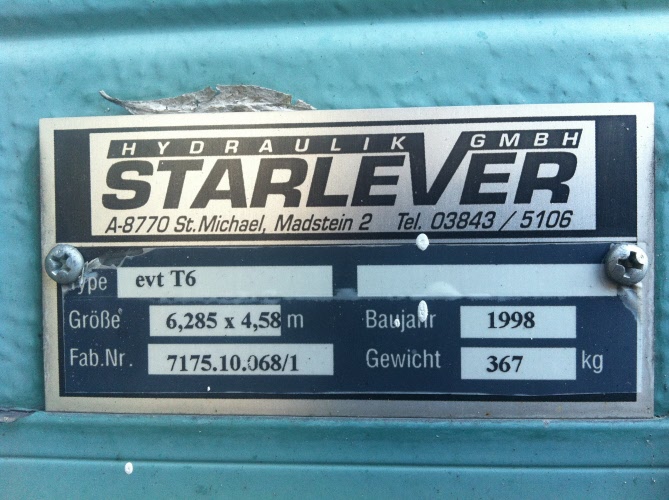 HYDRAULIK GMBH
STARLEVER
A-8770 St. Michael, Madstein 2 Tel. 03843 / 5106
Type evt T6
Größe 6,285 x 4,58 m Baujahr 1998
Fab.Nr. 7175.10.068/1 Gewicht 367 kg